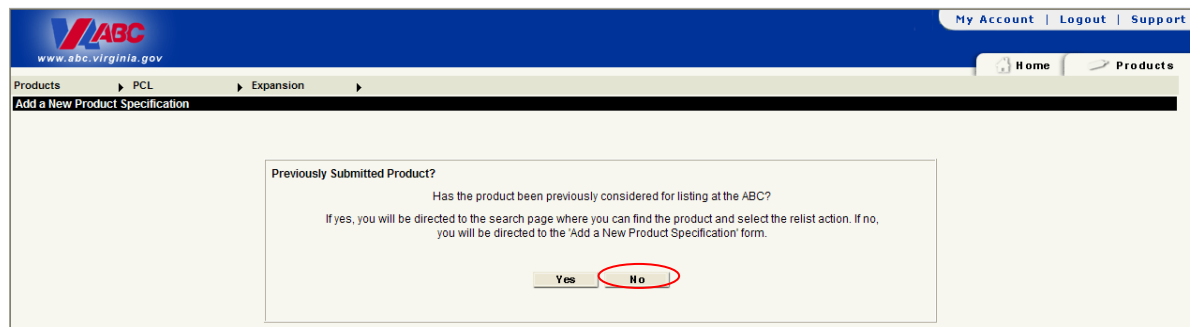 My Account | Logout | Support
VA ABC
www.abc.virginia.gov
Home Products
Products PCL Expansion
Add a New Product Specification
Previously Submitted Product?
Has the product been previously considered for listing at the ABC?
If yes, you will be directed to the search page where you can find the product and select the relist action. If no,
you will be directed to the 'Add a New Product Specification' form.
Yes No